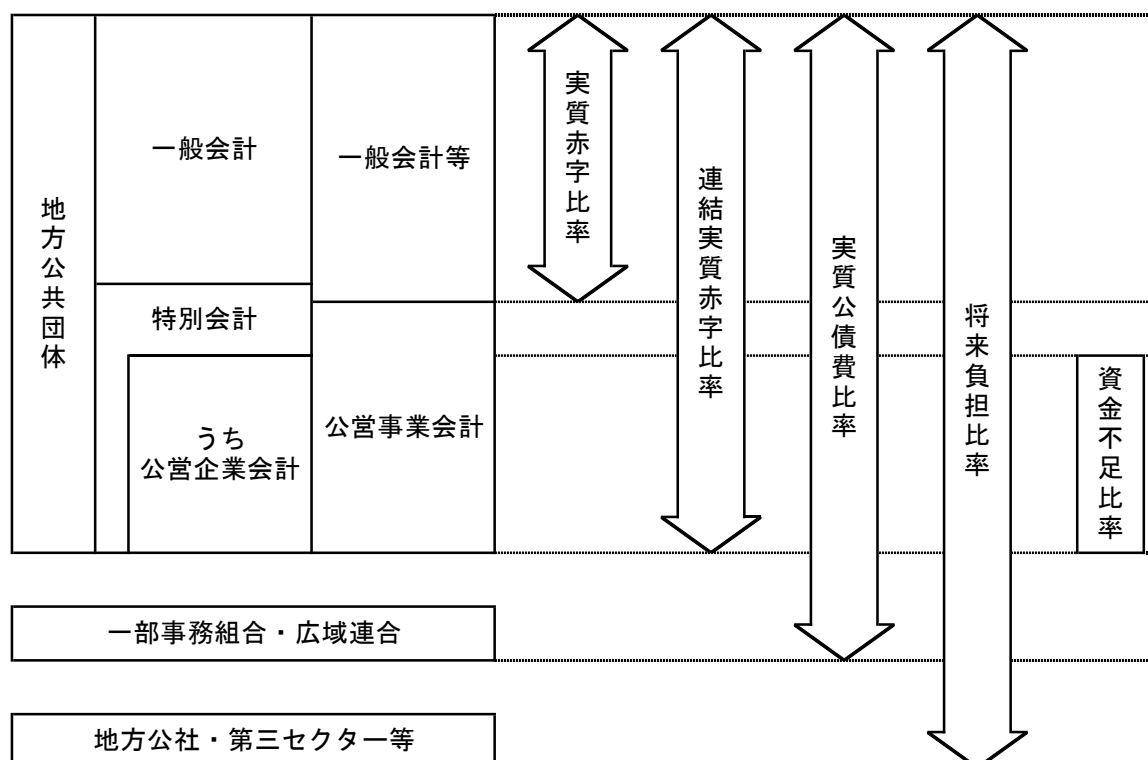 地方公共団体
一般会計
特別会計
うち
公営企業会計
一般会計等
公営事業会計
実質赤字比率
連結実質赤字比率
実質公債費比率
将来負担比率
資金不足比率
一部事務組合・広域連合
地方公社・第三セクター等